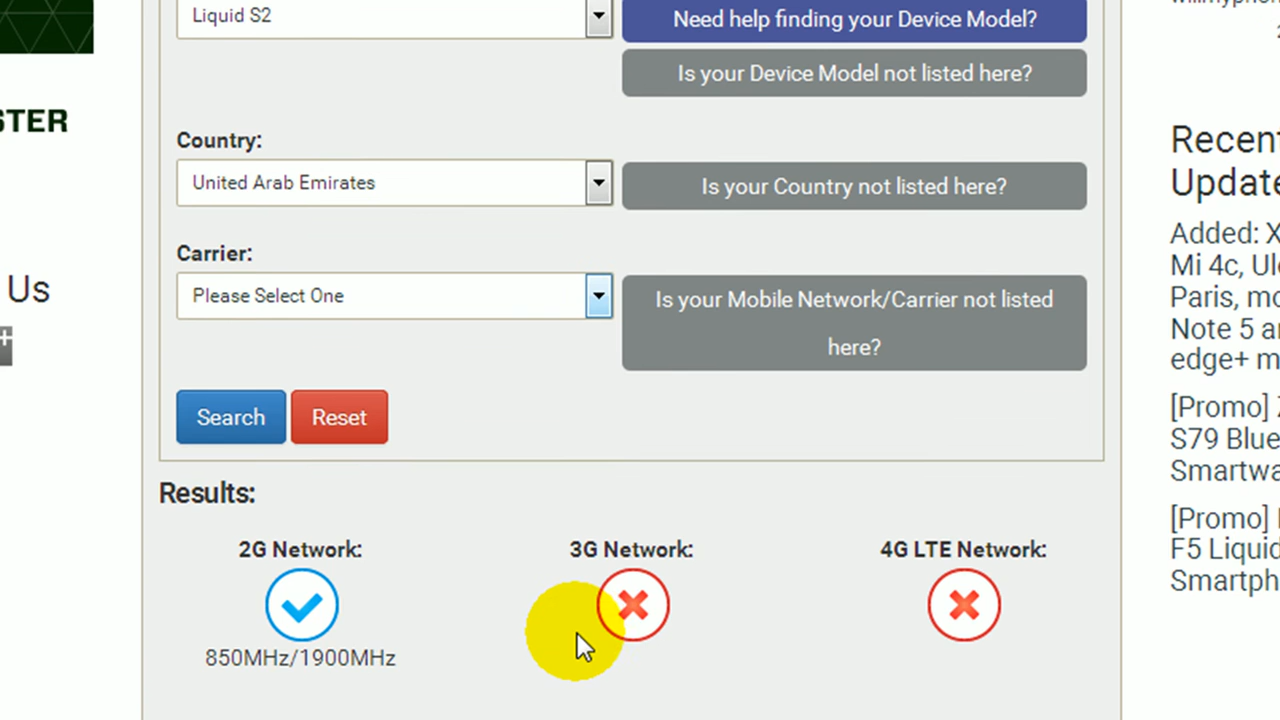 Liquid S2
Need help finding your Device Model?
Is your Device Model not listed here?
STER
Country:
United Arab Emirates
Is your Country not listed here?
Us
Carrier:
Please Select One
Is your Mobile Network/Carrier not listed
here?
Search
Reset
Results:
2G Network:
3G Network:
4G LTE Network:
850MHz/1900MHz
Recent
Update
Added: X
Mi 4c, Ule
Paris, mo
Note 5 a
edge+ m
[Promo]
S79 Blue
Smartwa
[Promo]
F5 Liquid
Smartph